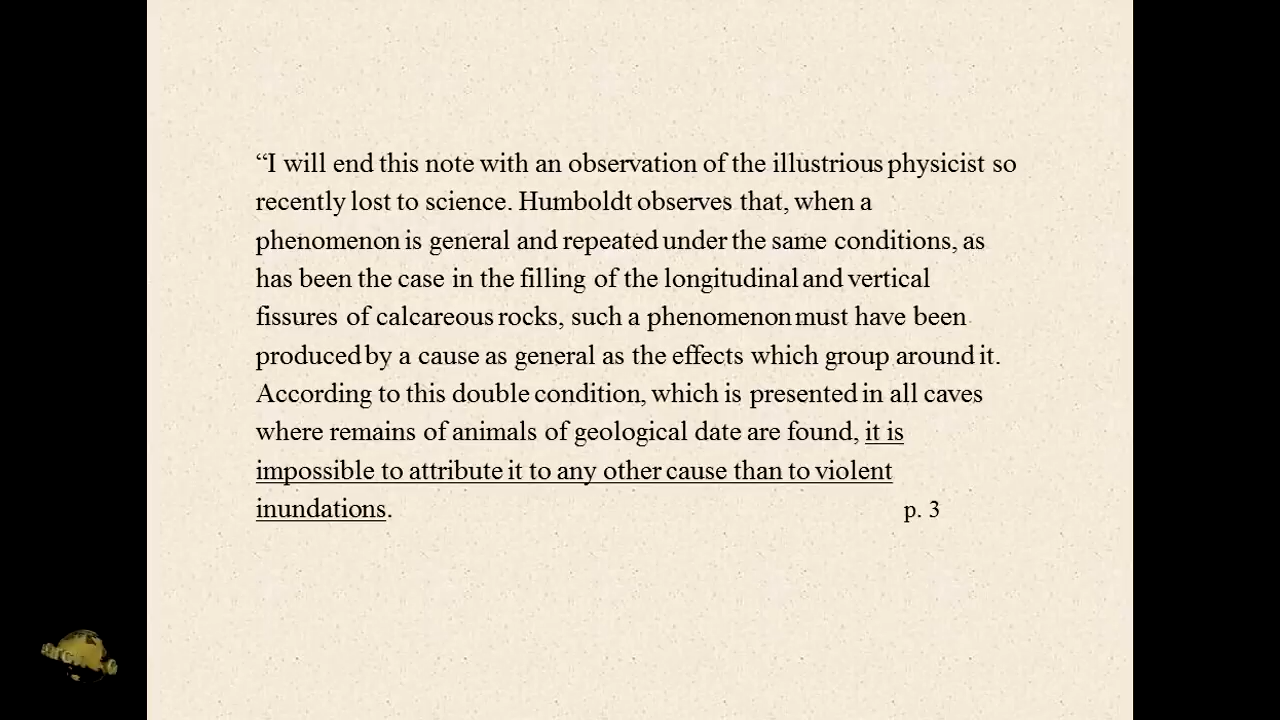 “I will end this note with an observation of the illustrious physicist so
recently lost to science. Humboldt observes that, when a
phenomenon is general and repeated under the same conditions, as
has been the case in the filling of the longitudinal and vertical
fissures of calcareous rocks, such a phenomenon must have been
produced by a cause as general as the effects which group around it.
According to this double condition, which is presented in all caves
where remains of animals of geological date are found, it is
impossible to attribute it to any other cause than to violent
inundations. p. 3